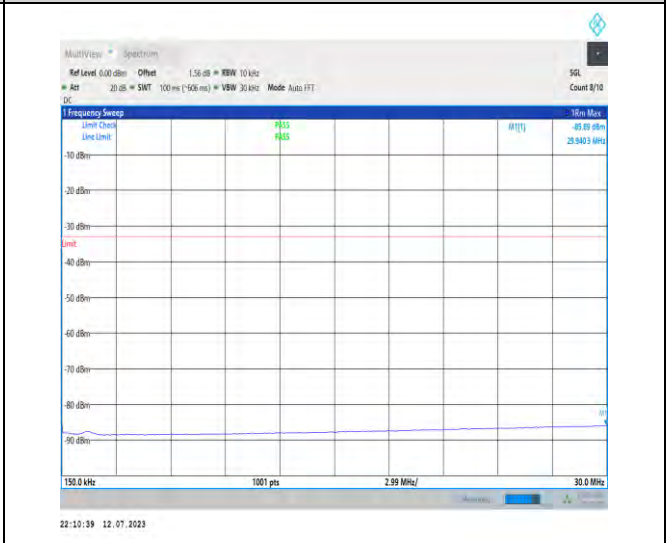 MultiView Spectrum
Ref Level 0.00 dBm Offset 1.56 dB RBW 10 kHz SGL
Att 20 dB SWT 100 ms (~606 ms) VBW 30 kHz Mode Auto FFT Count 8/10
DC
1 Frequency Sweep 1Rm Max
Limit Check PASS M1[1] -85.89 dBm
Line Limit PASS 29.9403 MHz
-10 dBm
-20 dBm
-30 dBm
Limit
-40 dBm
-50 dBm
-60 dBm
-70 dBm
-80 dBm
M1
-90 dBm
150.0 kHz 1001 pts 2.99 MHz/ 30.0 MHz
22:10:39 12.07.2023